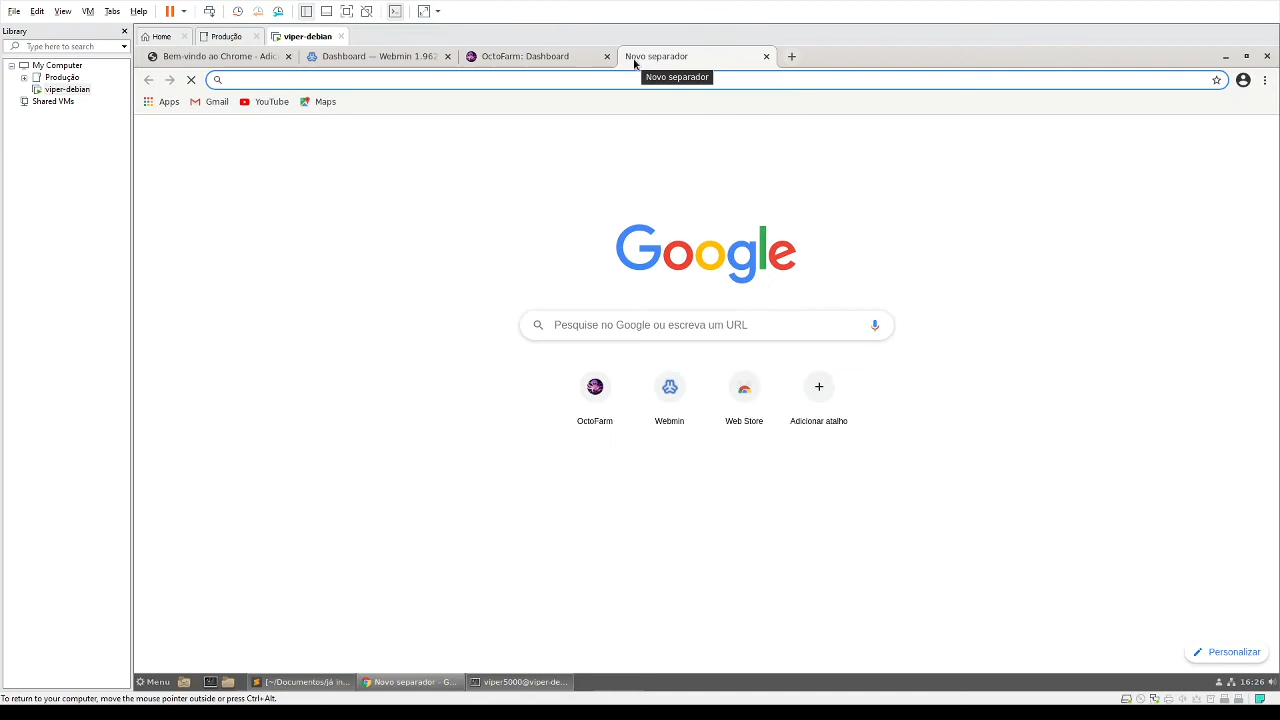 File Edit View VM Tabs Help
Library
Type here to search
My Computer
Produção
viper-debian
Shared VMs
Home Produção viper-debian
Bem-vindo ao Chrome - Adic Dashboard — Webmin 1.962 OctoFarm: Dashboard Novo separador
Novo separador
Apps Gmail YouTube Maps
Google
Pesquise no Google ou escreva um URL
OctoFarm Webmin Web Store Adicionar atalho
Personalizar
Menu [~/Documentos/já in... Novo separador - G... viper5000@viper-de... 16:26
To return to your computer, move the mouse pointer outside or press Ctrl+Alt.